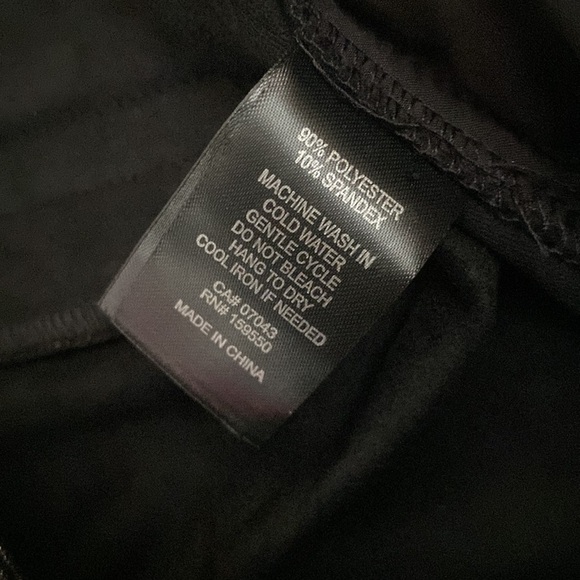 90% POLYESTER
10% SPANDEX
MACHINE WASH IN
COLD WATER
GENTLE CYCLE
DO NOT BLEACH
HANG TO DRY
COOL IRON IF NEEDED
CA# 07043
RN# 159550
MADE IN CHINA